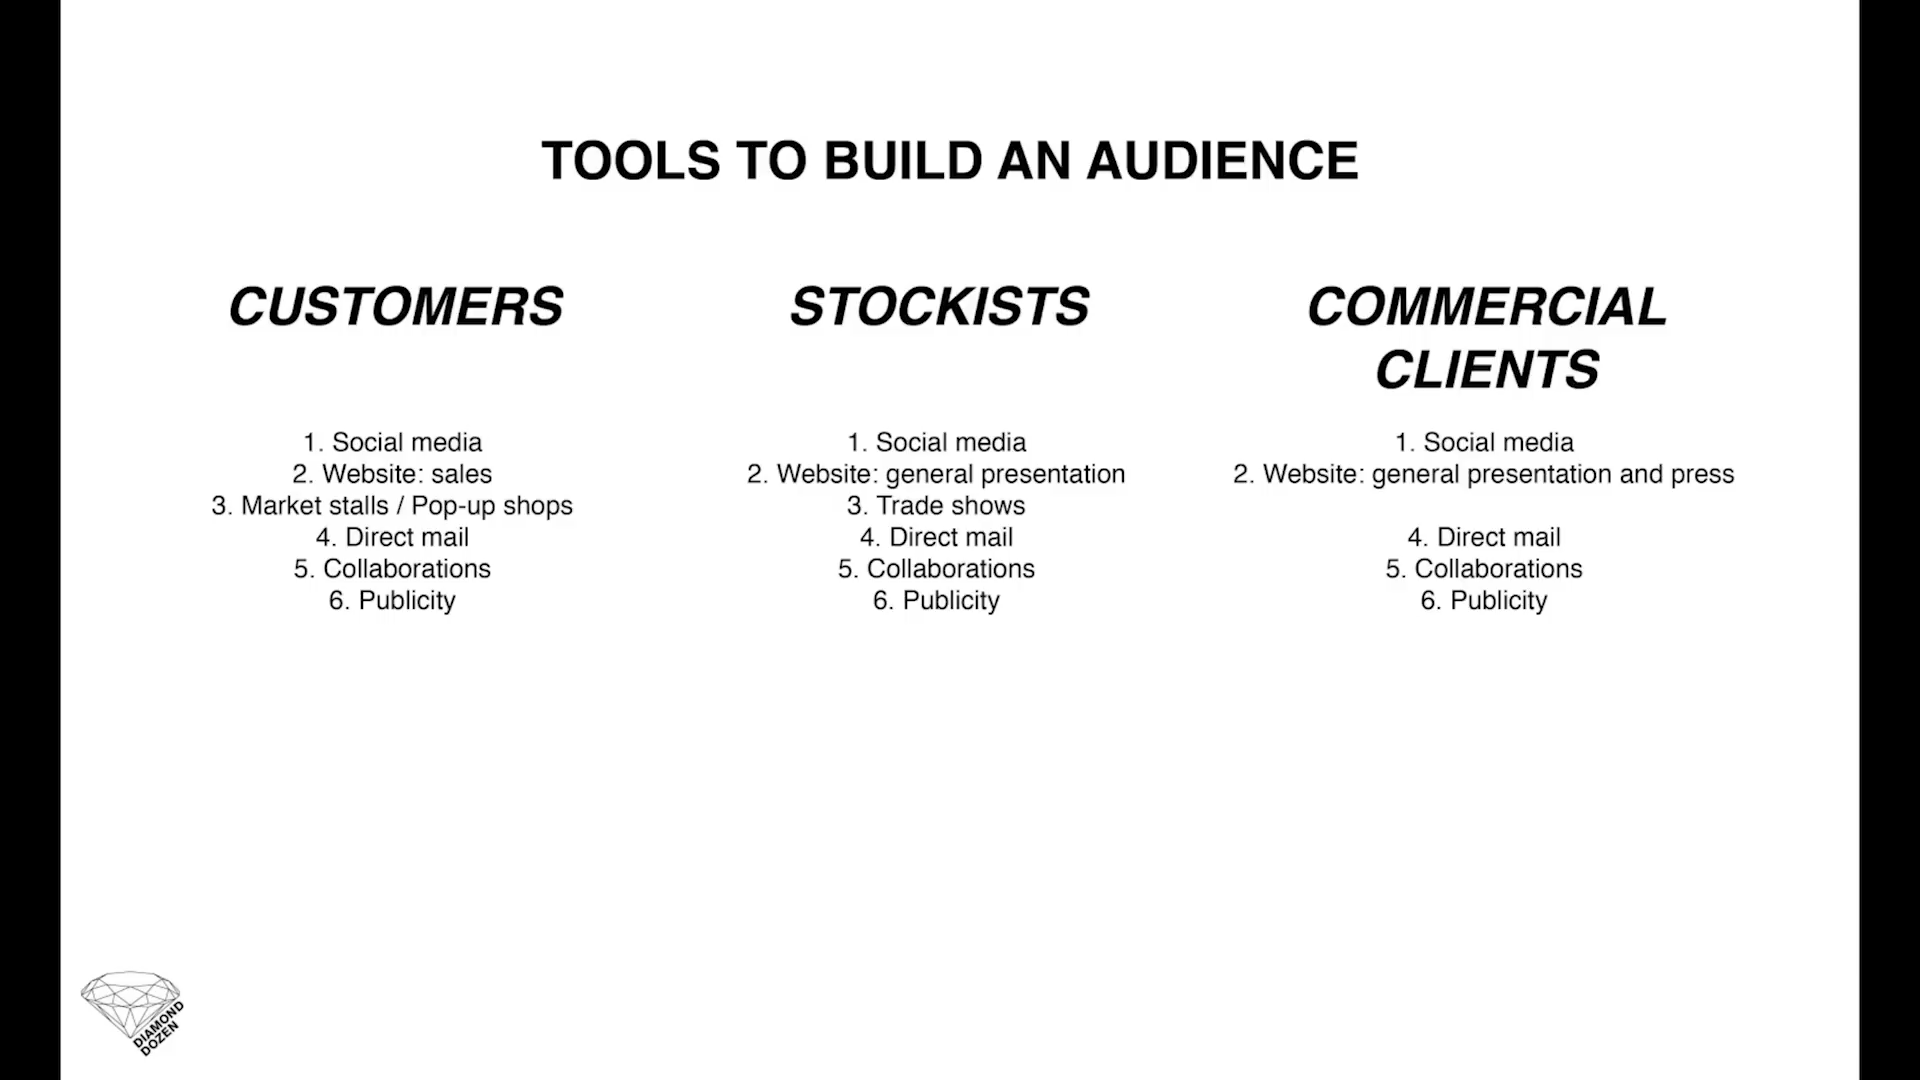 TOOLS TO BUILD AN AUDIENCE
CUSTOMERS
1. Social media
2. Website: sales
3. Market stalls / Pop-up shops
4. Direct mail
5. Collaborations
6. Publicity
STOCKISTS
1. Social media
2. Website: general presentation
3. Trade shows
4. Direct mail
5. Collaborations
6. Publicity
COMMERCIAL
CLIENTS
1. Social media
2. Website: general presentation and press
4. Direct mail
5. Collaborations
6. Publicity
DIAMOND
DOZEN